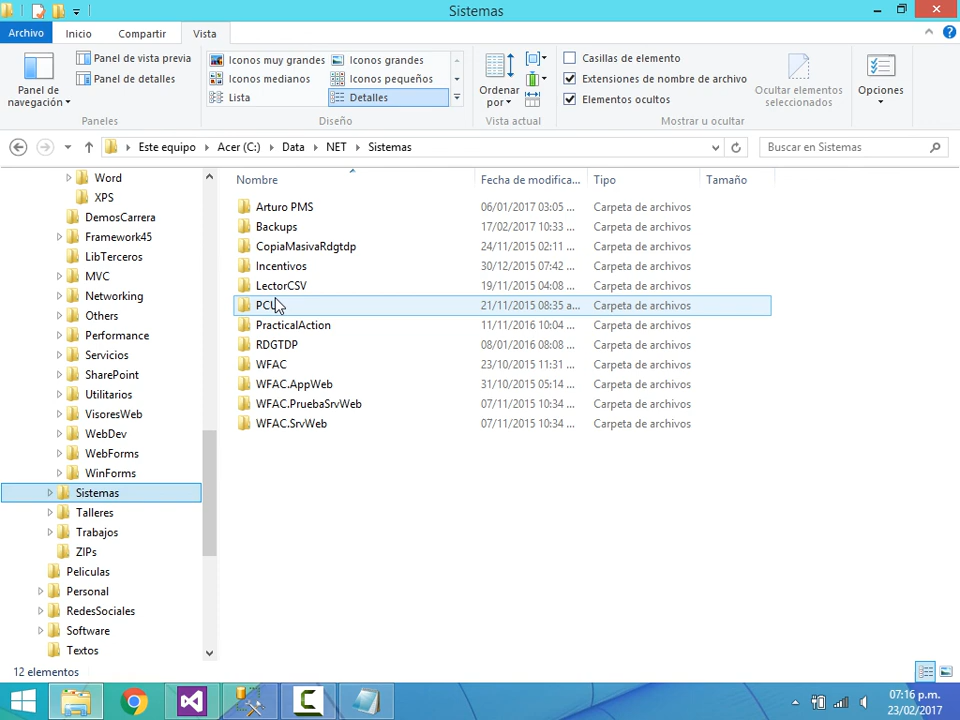 Sistemas
Archivo Inicio Compartir Vista
Panel de navegación
Panel de vista previa
Panel de detalles
Paneles
Iconos muy grandes Iconos grandes
Iconos medianos Iconos pequeños
Lista Detalles
Diseño
Ordenar por
Vista actual
Casillas de elemento
Extensiones de nombre de archivo
Elementos ocultos
Ocultar elementos seleccionados
Mostrar u ocultar
Opciones
Este equipo Acer (C:) Data NET Sistemas
Buscar en Sistemas
Word
XPS
DemosCarrera
Framework45
LibTerceros
MVC
Networking
Others
Performance
Servicios
SharePoint
Utilitarios
VisoresWeb
WebDev
WebForms
WinForms
Sistemas
Talleres
Trabajos
ZIPs
Peliculas
Personal
RedesSociales
Software
Textos
Nombre Fecha de modifica... Tipo Tamaño
Arturo PMS 06/01/2017 03:05 ... Carpeta de archivos
Backups 17/02/2017 10:33 ... Carpeta de archivos
CopiaMasivaRdgtdp 24/11/2015 02:11 ... Carpeta de archivos
Incentivos 30/12/2015 07:42 ... Carpeta de archivos
LectorCSV 19/11/2015 04:08 ... Carpeta de archivos
21/11/2015 08:35 a... Carpeta de archivos
PracticalAction 11/11/2016 10:04 ... Carpeta de archivos
RDGTDP 08/01/2016 08:08 ... Carpeta de archivos
WFAC 23/10/2015 11:31 ... Carpeta de archivos
WFAC.AppWeb 31/10/2015 05:14 ... Carpeta de archivos
WFAC.PruebaSrvWeb 07/11/2015 10:34 ... Carpeta de archivos
WFAC.SrvWeb 07/11/2015 10:34 ... Carpeta de archivos
12 elementos
07:16 p.m.
23/02/2017